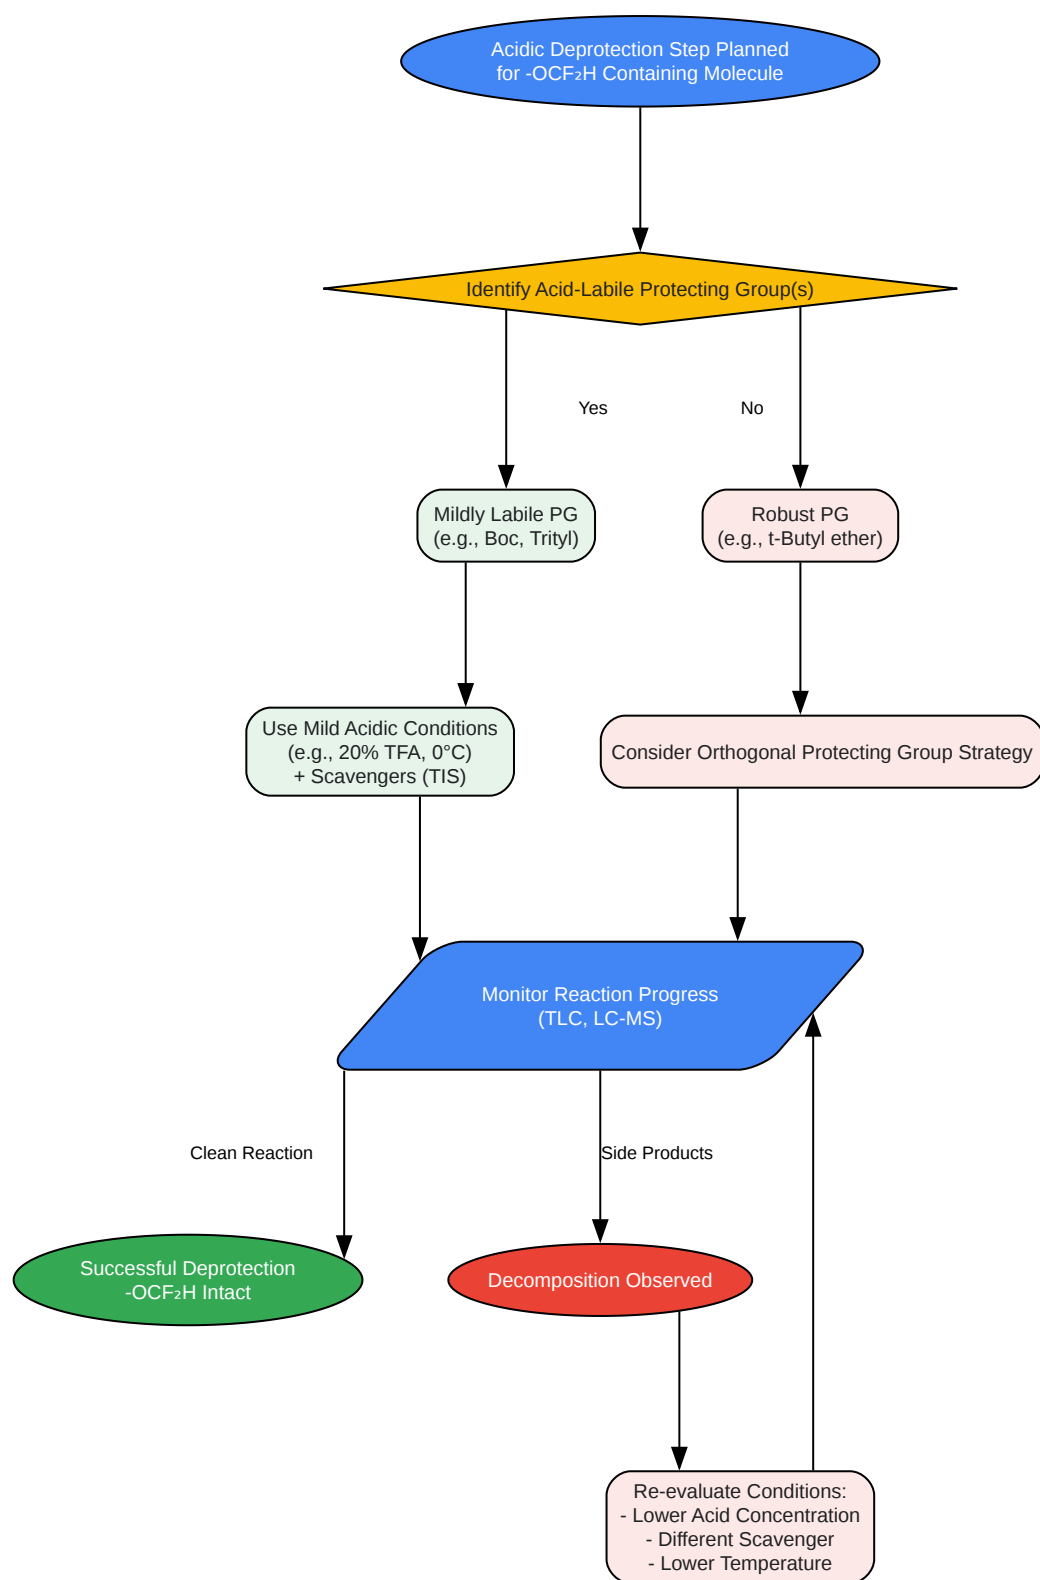 Acidic Deprotection Step Planned
for -OCF₂H Containing Molecule
Identify Acid-Labile Protecting Group(s)
Yes
No
Mildly Labile PG
(e.g., Boc, Trityl)
Robust PG
(e.g., t-Butyl ether)
Use Mild Acidic Conditions
(e.g., 20% TFA, 0°C)
+ Scavengers (TIS)
Consider Orthogonal Protecting Group Strategy
Monitor Reaction Progress
(TLC, LC-MS)
Clean Reaction
Side Products
Successful Deprotection
-OCF₂H Intact
Decomposition Observed
Re-evaluate Conditions:
- Lower Acid Concentration
- Different Scavenger
- Lower Temperature